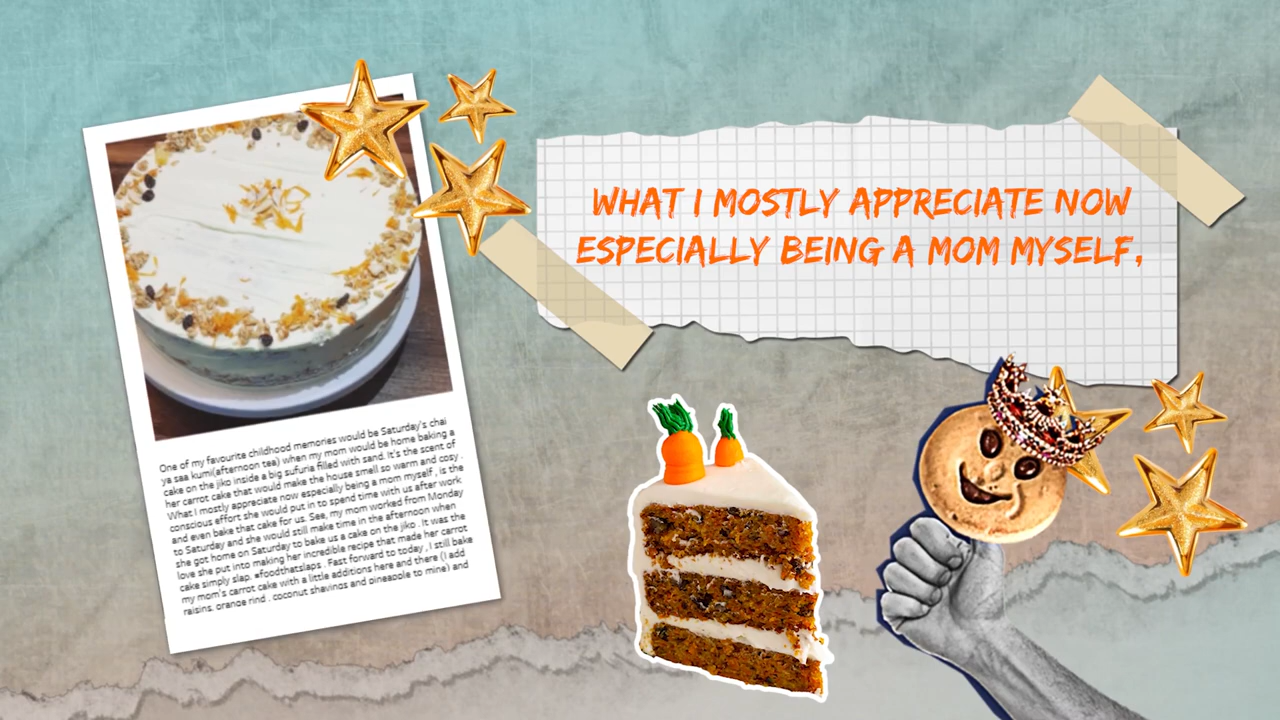 WHAT I MOSTLY APPRECIATE NOW
ESPECIALLY BEING A MOM MYSELF,
One of my favourite childhood memories would be Saturday's chai
ya saa kumi(afternoon tea) when my mom would be home baking a
cake on the jiko inside a big sufuria filled with sand. It's the scent of
her carrot cake that would make the house smell so warm and cosy .
What I mostly appreciate now especially being a mom myself , is the
conscious effort she would put in to spend time with us after work
and even bake that cake for us. See, my mom worked from Monday
to Saturday and she would still make time in the afternoon when
she got home on Saturday to bake us a cake on the jiko . It was the
love she put into making her incredible recipe that made her carrot
cake simply slap. #foodthatslaps . Fast forward to today , I still bake
my mom's carrot cake with a little additions here and there (I add
raisins, orange rind , coconut shavings and pineapple to mine) and